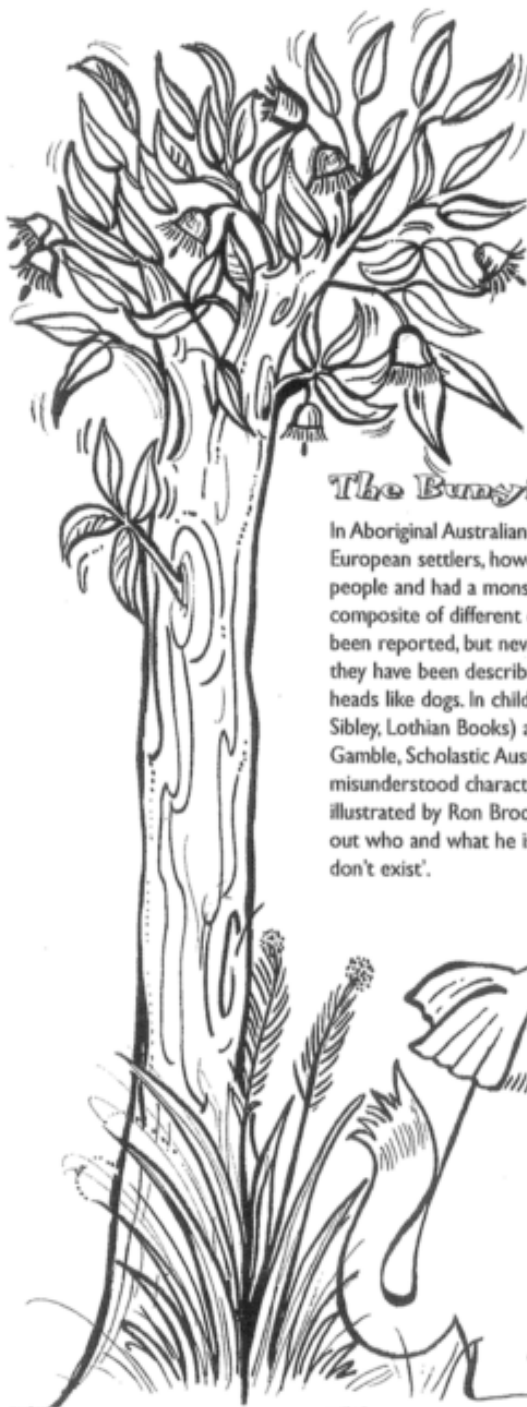 The Buny
In Aboriginal Australian
European settlers, how
people and had a mons
composite of different
been reported, but nev
they have been describ
heads like dogs. In child
Sibley, Lothian Books) a
Gamble, Scholastic Aus
misunderstood charact
illustrated by Ron Broo
out who and what he i
don't exist'.